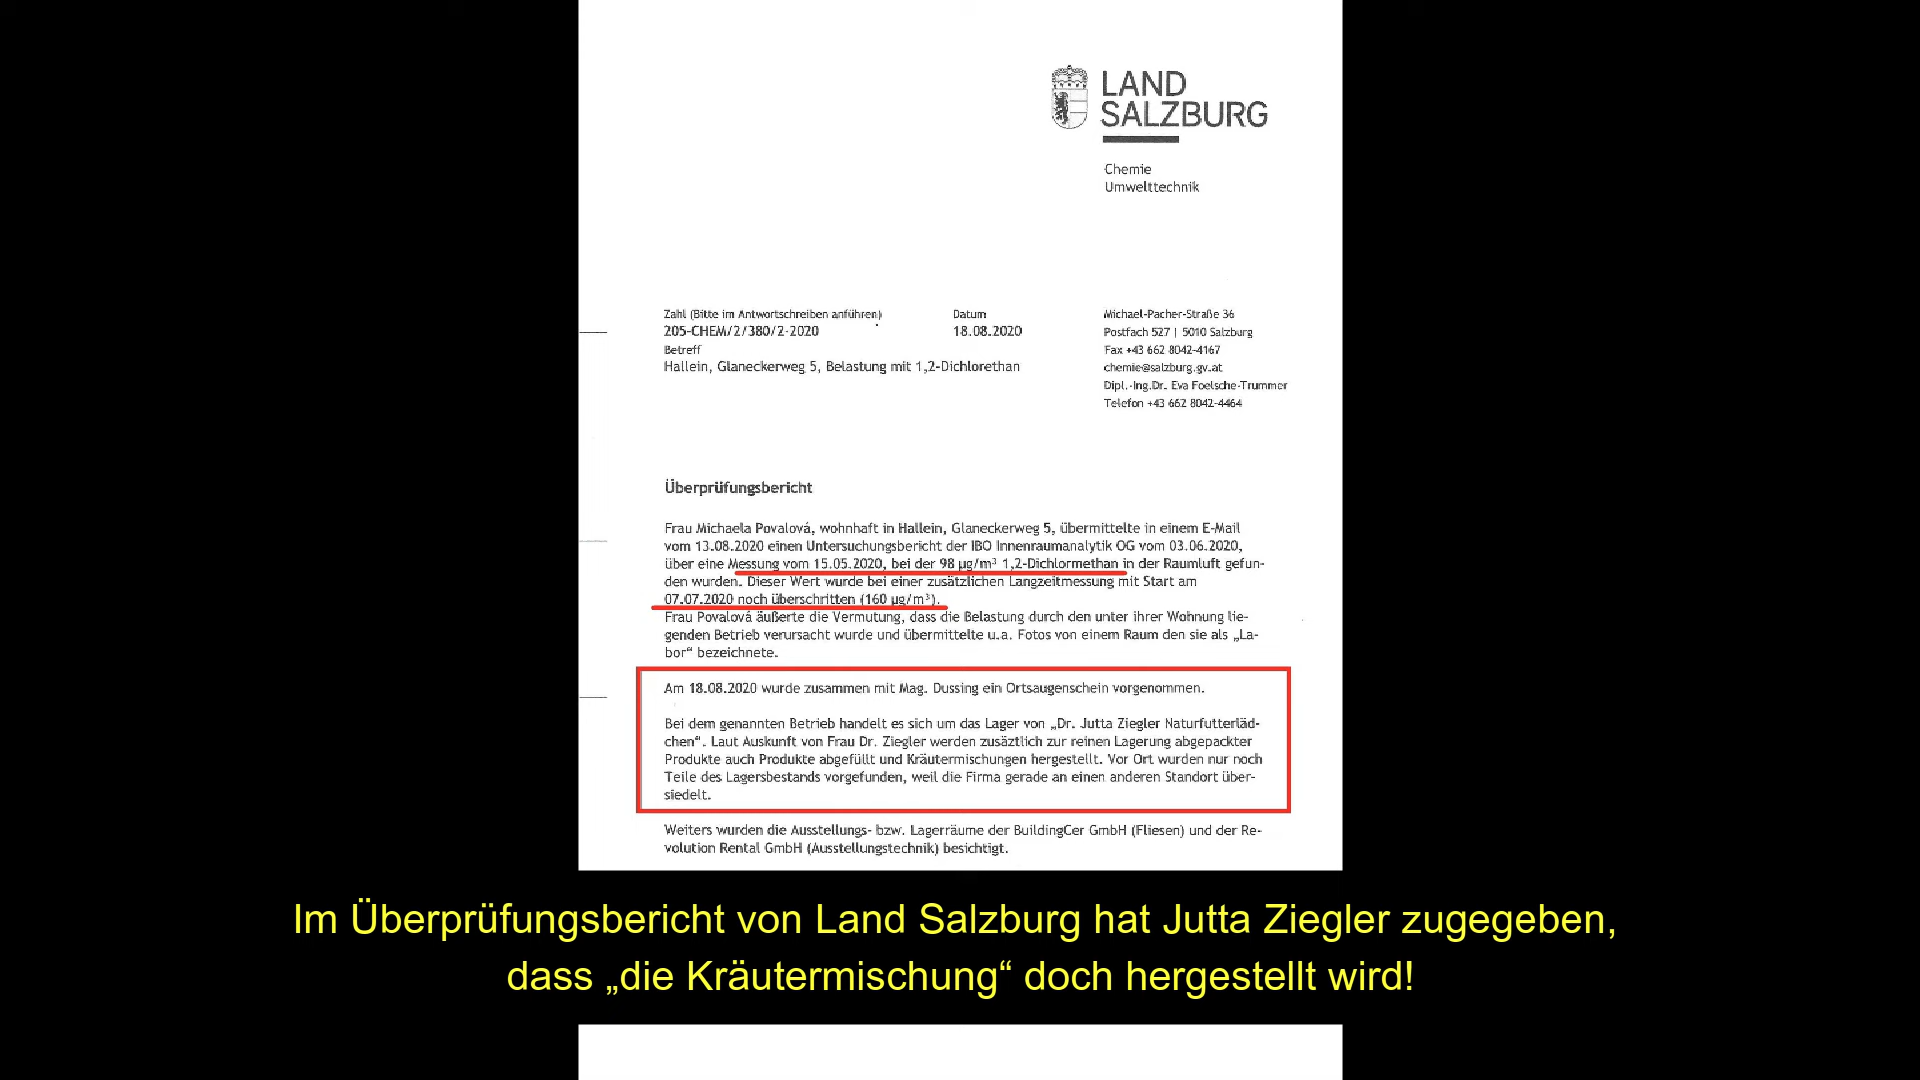 LAND
SALZBURG
Chemie
Umwelttechnik
Zahl (Bitte im Antwortschreiben anführen)
205-CHEM/2/380/2-2020
Datum
18.08.2020
Betreff
Hallein, Glaneckerweg 5, Belastung mit 1,2-Dichlorethan
Michael-Pacher-Straße 36
Postfach 527 | 5010 Salzburg
Fax +43 662 8042-4167
chemie@salzburg.gv.at
Dipl.-Ing.Dr. Eva Foelsche-Trummer
Telefon +43 662 8042-4464
Überprüfungsbericht
Frau Michaela Povalová, wohnhaft in Hallein, Glaneckerweg 5, übermittelte in einem E-Mail
vom 13.08.2020 einen Untersuchungsbericht der IBO Innenraumanalytik OG vom 03.06.2020,
über eine Messung vom 15.05.2020, bei der 98 µg/m³ 1,2-Dichlormethan in der Raumluft gefun-
den wurden. Dieser Wert wurde bei einer zusätzlichen Langzeitmessung mit Start am
07.07.2020 noch überschritten (160 µg/m³).
Frau Povalová äußerte die Vermutung, dass die Belastung durch den unter ihrer Wohnung lie-
genden Betrieb verursacht wurde und übermittelte u.a. Fotos von einem Raum den sie als „La-
bor“ bezeichnete.
Am 18.08.2020 wurde zusammen mit Mag. Dussing ein Ortsaugenschein vorgenommen.
Bei dem genannten Betrieb handelt es sich um das Lager von „Dr. Jutta Ziegler Naturfutterläd-
chen“. Laut Auskunft von Frau Dr. Ziegler werden zusäztlich zur reinen Lagerung abgepackter
Produkte auch Produkte abgefüllt und Kräutermischungen hergestellt. Vor Ort wurden nur noch
Teile des Lagersbestands vorgefunden, weil die Firma gerade an einen anderen Standort über-
siedelt.
Weiters wurden die Ausstellungs- bzw. Lagerräume der BuildingCer GmbH (Fliesen) und der Re-
volution Rental GmbH (Ausstellungstechnik) besichtigt.
Im Überprüfungsbericht von Land Salzburg hat Jutta Ziegler zugegeben,
dass „die Kräutermischung“ doch hergestellt wird!